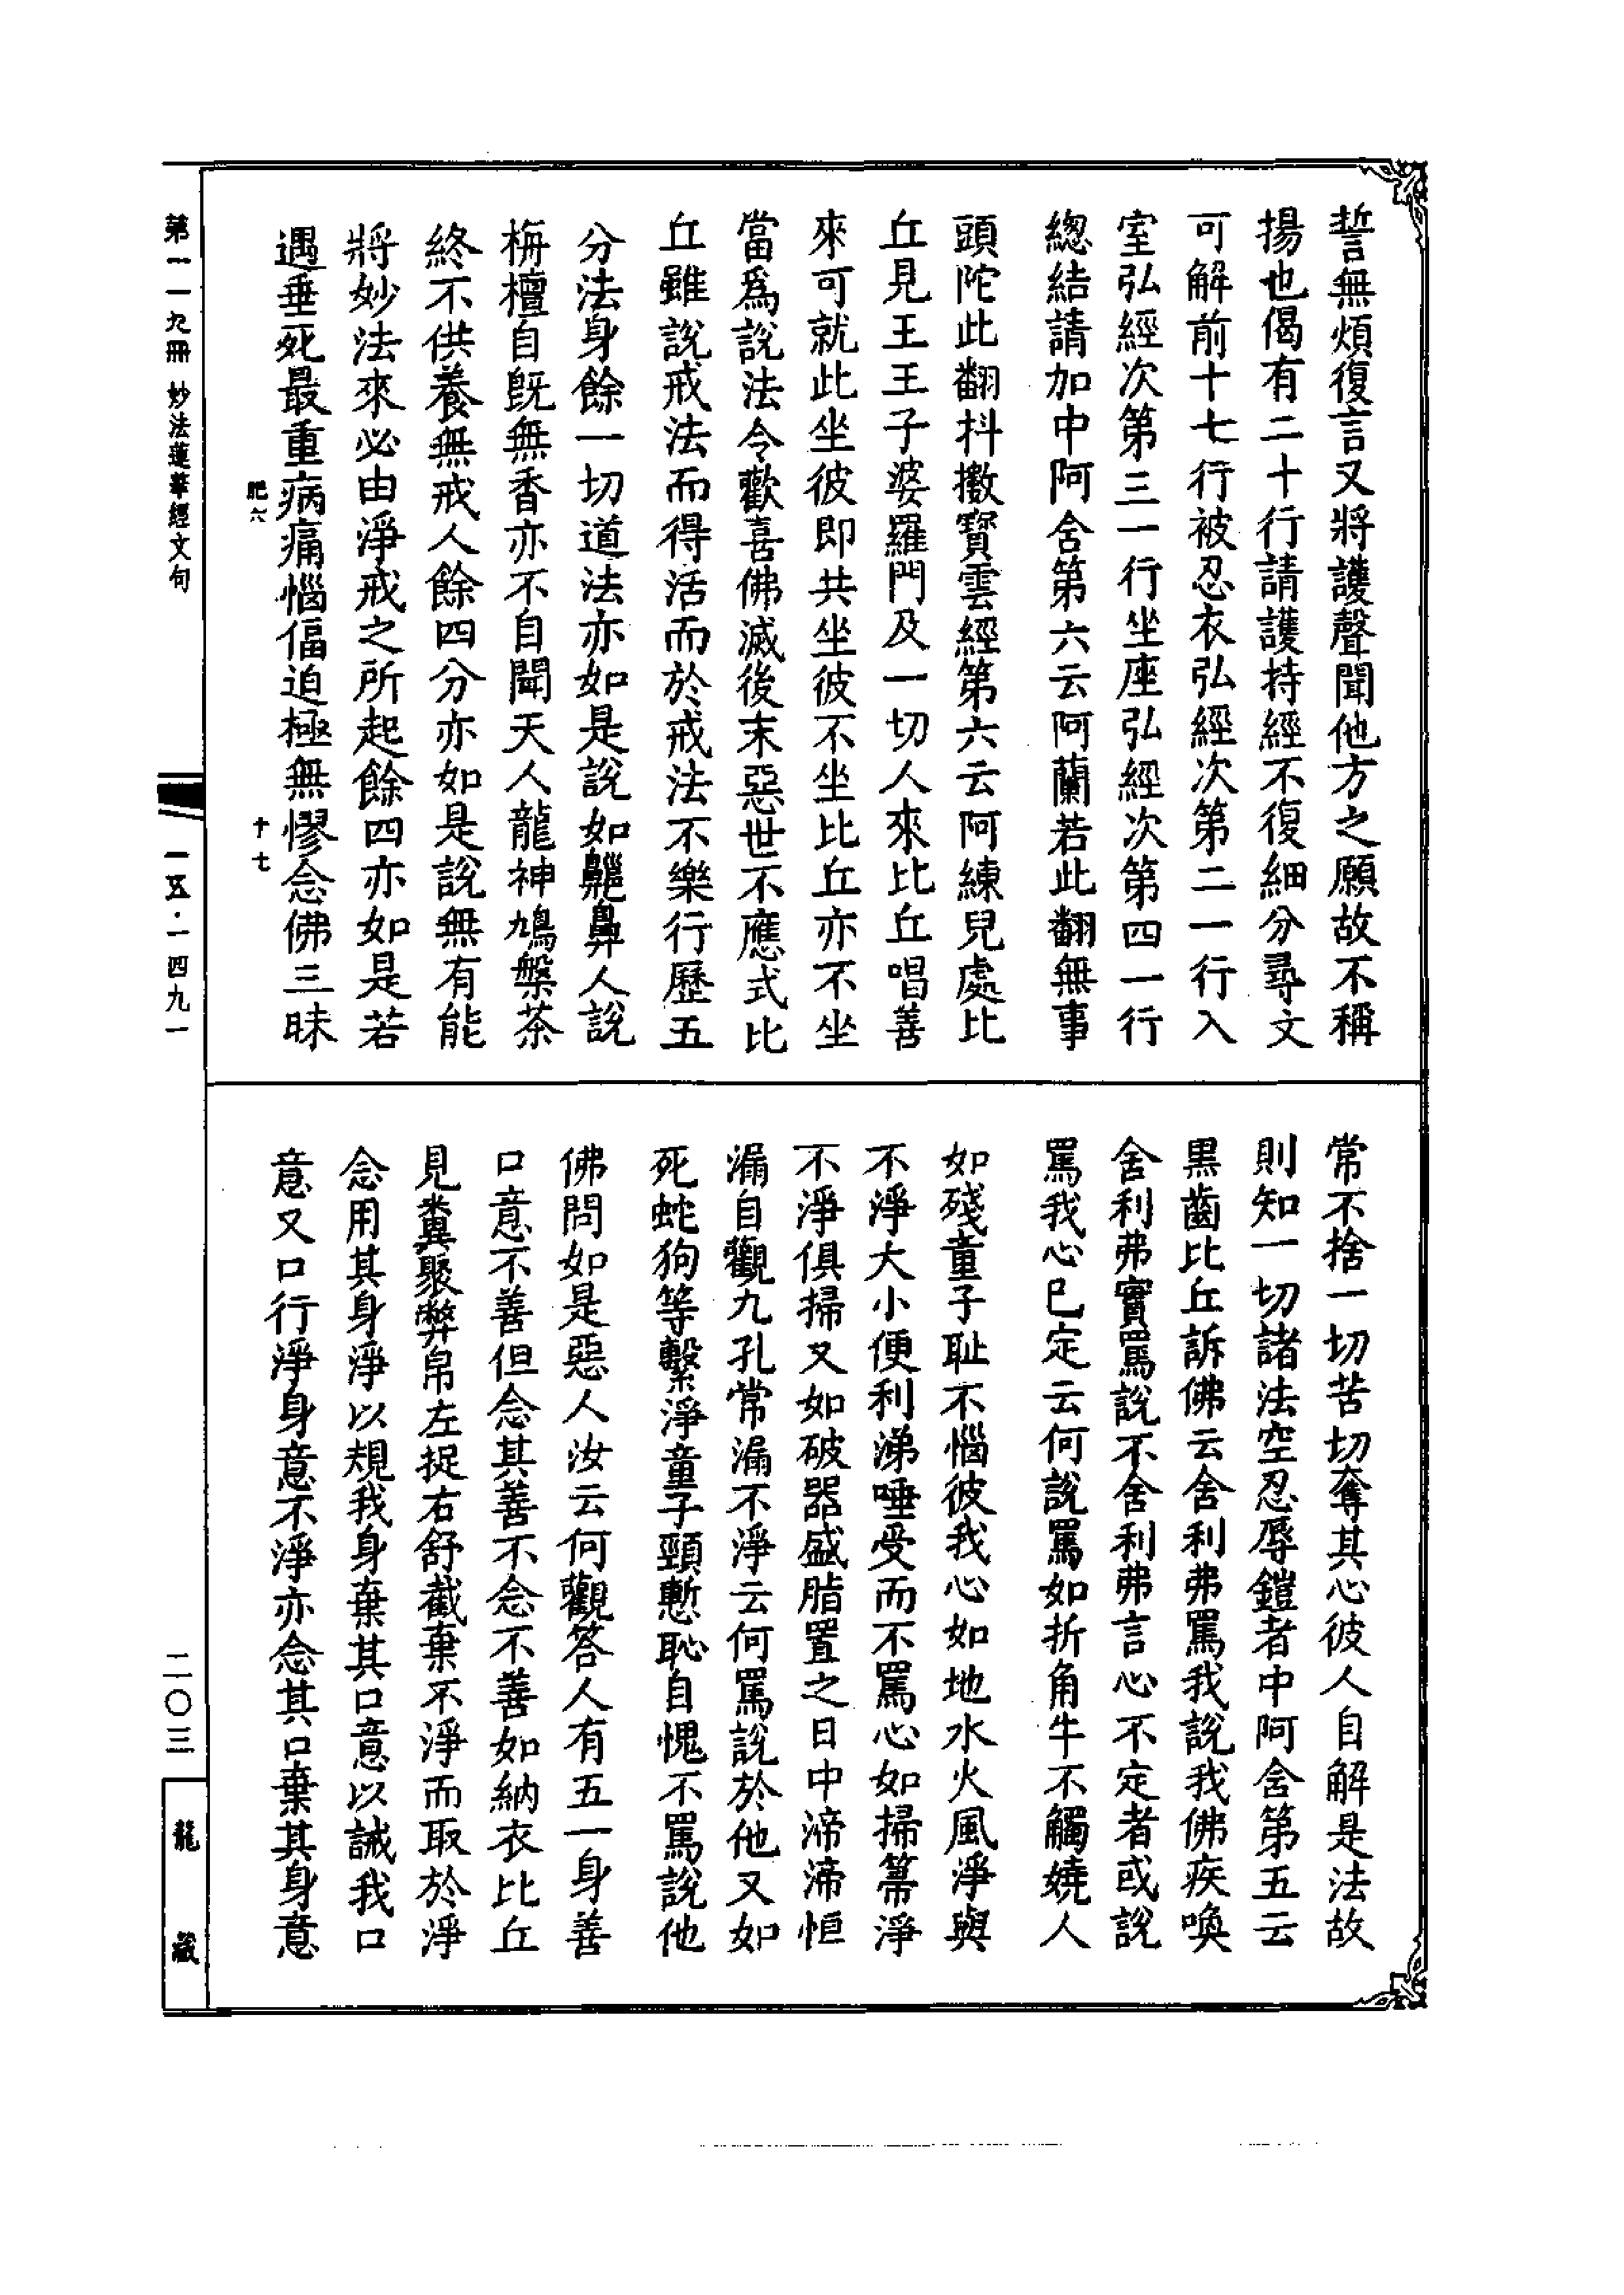 誓無煩復言又將護聲聞他方之願故不稱
揚也偈有二十行請護持經不復細分尋文
可解前十七行被忍衣弘經次第二一行入
室弘經次第三一行坐座弘經次第四一行
總結請加中阿含第六云阿蘭若此翻無事
頭陀此翻抖擻寶雲經第六云阿練兒處比
丘見王王子婆羅門及一切人來比丘唱善
來可就此坐彼即共坐彼不坐比丘亦不坐
當為說法令歡喜佛滅後末惡世不應式比
丘雖說戒法而得活而於戒法不樂行歷五
分法身餘一切道法亦如是說如齆鼻人說
栴檀自旣無香亦不自聞天人龍神鳩槃茶
終不供養無戒人餘四分亦如是說無有能
將妙法來必由淨戒之所起餘四亦如是若
遇垂死最重病痛惱偪迫極無憀念佛三昧
常不捨一切苦切奪其心彼人自解是法故
則知一切諸法空忍辱鎧者中阿含第五云
黑齒比丘訴佛云舍利弗罵我說我佛疾喚
舍利弗實罵說不舍利弗言心不定者或說
罵我心已定云何說罵如折角牛不觸嬈人
如殘童子耻不惱彼我心如地水火風淨與
不淨大小便利涕唾受而不罵心如掃箒淨
不淨俱掃又如破器盛脂置之日中渧渧恒
漏自觀九孔常漏不淨云何罵說於他又如
死蛇狗等繫淨童子頸慙恥自愧不罵說他
佛問如是惡人汝云何觀答人有五一身善
口意不善但念其善不念不善如納衣比丘
見糞聚弊帛左捉右舒截棄不淨而取於淨
念用其身淨以規我身棄其口意以誡我口
意又口行淨身意不淨亦念其口棄其身意
肥六
十七
第一一九冊 妙法蓮華經文句
一五·一四九一
二〇三
龍藏